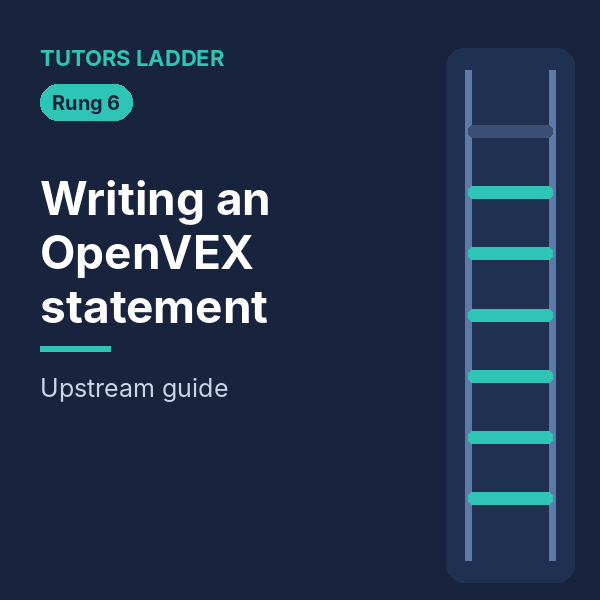 TUTORS LADDER
Rung 6
Writing an
OpenVEX
statement
Upstream guide